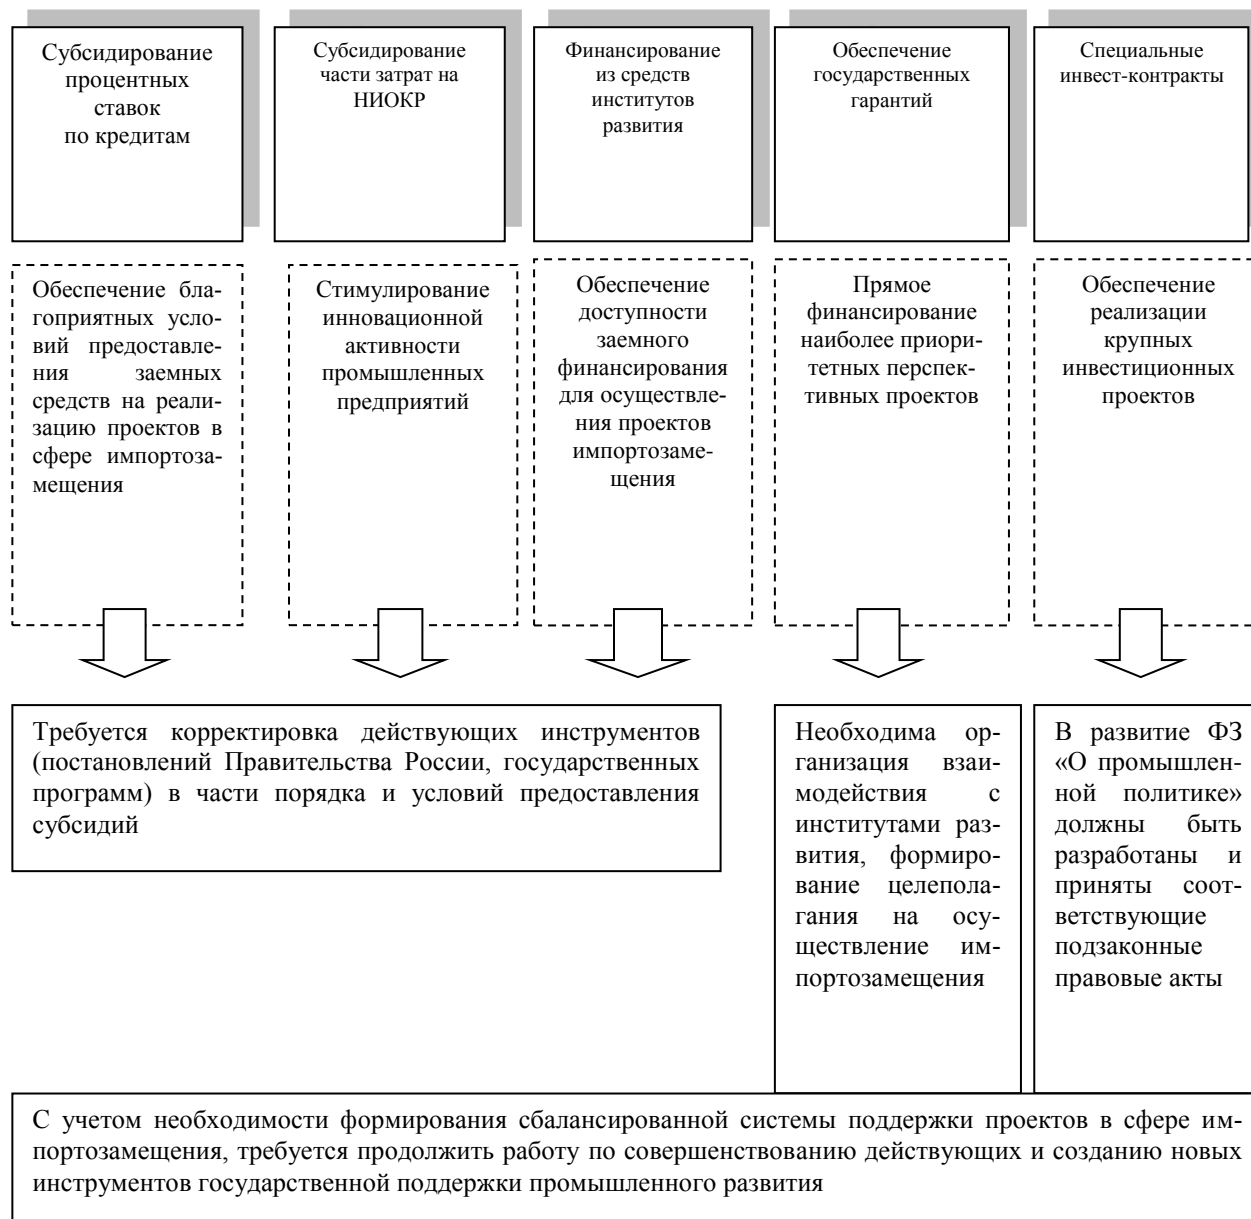 Субсидирование
процентных
ставок
по кредитам
Субсидирование
части затрат на
НИОКР
Финансирование
из средств
институтов
развития
Обеспечение
государственных
гарантий
Специальные
инвест-контракты
Обеспечение бла-
гоприятных усло-
вий предоставле-
ния заемных
средств на реали-
зацию проектов в
сфере импортоза-
мещения
Стимулирование
инновационной
активности
промышленных
предприятий
Обеспечение
доступности
заемного
финансирования
для осуществле-
ния проектов
импортозаме-
щения
Прямое
финансирование
наиболее приори-
тетных перспек-
тивных проектов
Обеспечение
реализации
крупных
инвестиционных
проектов
Требуется корректировка действующих инструментов
(постановлений Правительства России, государственных
программ) в части порядка и условий предоставления
субсидий
Необходима ор-
ганизация взаи-
модействия с
институтами раз-
вития, формиро-
вание целепола-
гания на осу-
ществление им-
портозамещения
В развитие ФЗ
«О промышлен-
ной политике»
должны быть
разработаны и
приняты соот-
ветствующие
подзаконные
правовые акты
С учетом необходимости формирования сбалансированной системы поддержки проектов в сфере им-
портозамещения, требуется продолжить работу по совершенствованию действующих и созданию новых
инструментов государственной поддержки промышленного развития